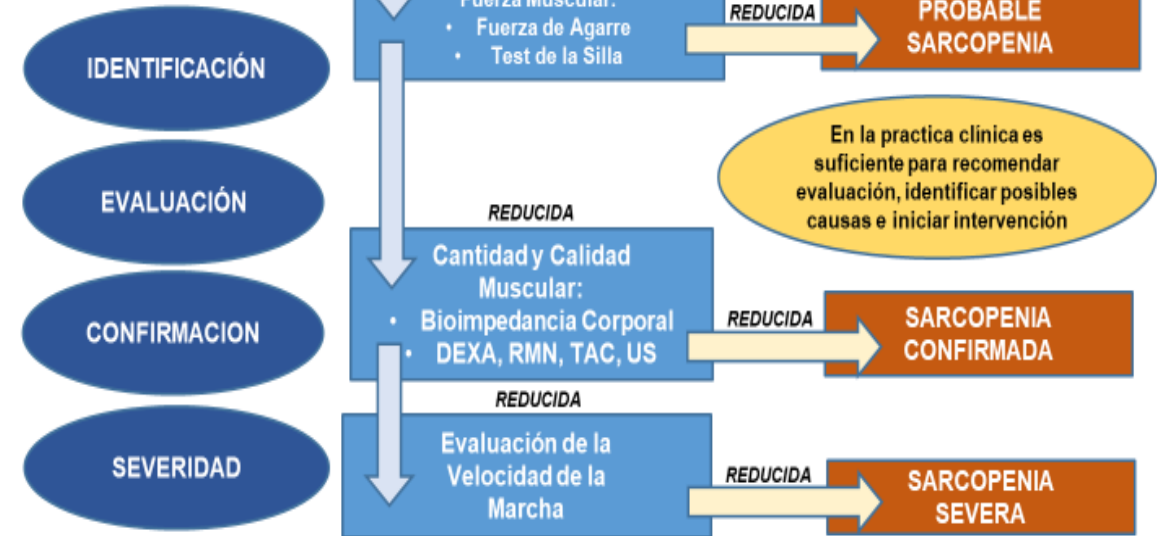 IDENTIFICACIÓN
EVALUACIÓN
CONFIRMACION
SEVERIDAD
Fuerza Muscular:
• Fuerza de Agarre
• Test de la Silla
REDUCIDA
PROBABLE
SARCOPENIA
En la practica clínica es
suficiente para recomendar
evaluación, identificar posibles
causas e iniciar intervención
REDUCIDA
Cantidad y Calidad
Muscular:
• Bioimpedancia Corporal
• DEXA, RMN, TAC, US
REDUCIDA
SARCOPENIA
CONFIRMADA
REDUCIDA
Evaluación de la
Velocidad de la
Marcha
REDUCIDA
SARCOPENIA
SEVERA